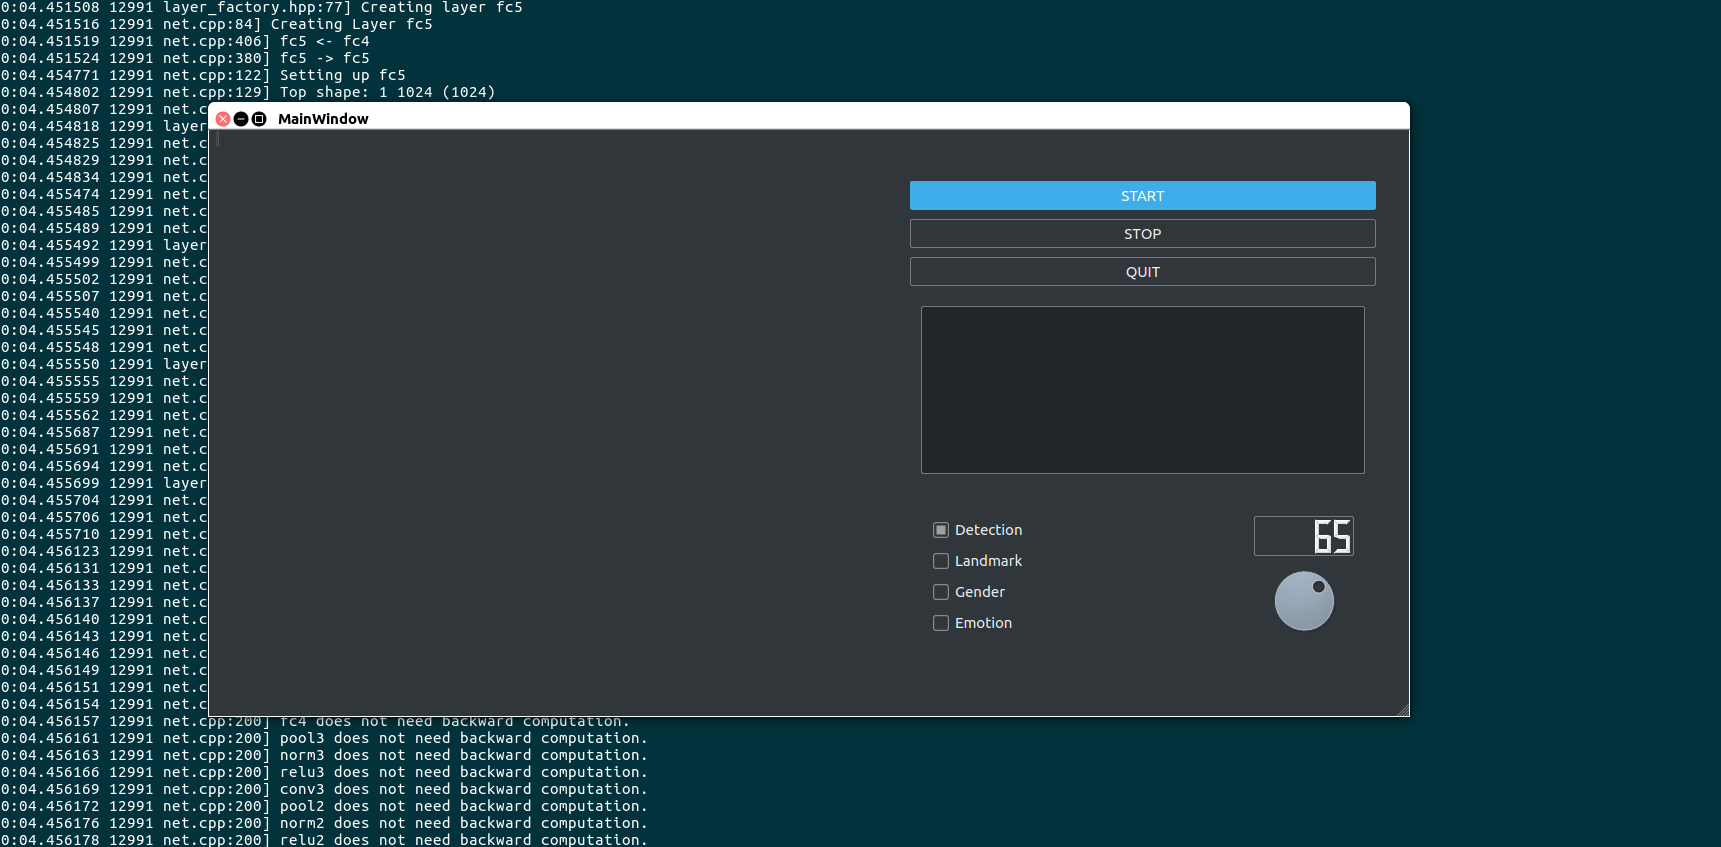 0:04.451508 12991 layer_factory.hpp:77] Creating layer fc5
0:04.451516 12991 net.cpp:84] Creating Layer fc5
0:04.451519 12991 net.cpp:406] fc5 <- fc4
0:04.451524 12991 net.cpp:380] fc5 -> fc5
0:04.454771 12991 net.cpp:122] Setting up fc5
0:04.454802 12991 net.cpp:129] Top shape: 1 1024 (1024)
0:04.454807 12991 net.c
0:04.454818 12991 layer
0:04.454825 12991 net.c
0:04.454829 12991 net.c
0:04.454834 12991 net.c
0:04.455474 12991 net.c
0:04.455485 12991 net.c
0:04.455489 12991 net.c
0:04.455492 12991 layer
0:04.455499 12991 net.c
0:04.455502 12991 net.c
0:04.455507 12991 net.c
0:04.455540 12991 net.c
0:04.455545 12991 net.c
0:04.455548 12991 net.c
0:04.455550 12991 layer
0:04.455555 12991 net.c
0:04.455559 12991 net.c
0:04.455562 12991 net.c
0:04.455687 12991 net.c
0:04.455691 12991 net.c
0:04.455694 12991 net.c
0:04.455699 12991 layer
0:04.455704 12991 net.c
0:04.455706 12991 net.c
0:04.455710 12991 net.c
0:04.456123 12991 net.c
0:04.456131 12991 net.c
0:04.456133 12991 net.c
0:04.456137 12991 net.c
0:04.456140 12991 net.c
0:04.456143 12991 net.c
0:04.456146 12991 net.c
0:04.456149 12991 net.c
0:04.456151 12991 net.c
0:04.456154 12991 net.c
0:04.456157 12991 net.cpp:200] fc4 does not need backward computation.
0:04.456161 12991 net.cpp:200] pool3 does not need backward computation.
0:04.456163 12991 net.cpp:200] norm3 does not need backward computation.
0:04.456166 12991 net.cpp:200] relu3 does not need backward computation.
0:04.456169 12991 net.cpp:200] conv3 does not need backward computation.
0:04.456172 12991 net.cpp:200] pool2 does not need backward computation.
0:04.456176 12991 net.cpp:200] norm2 does not need backward computation.
0:04.456178 12991 net.cpp:200] relu2 does not need backward computation.
MainWindow
START
STOP
QUIT
Detection
Landmark
Gender
Emotion
65